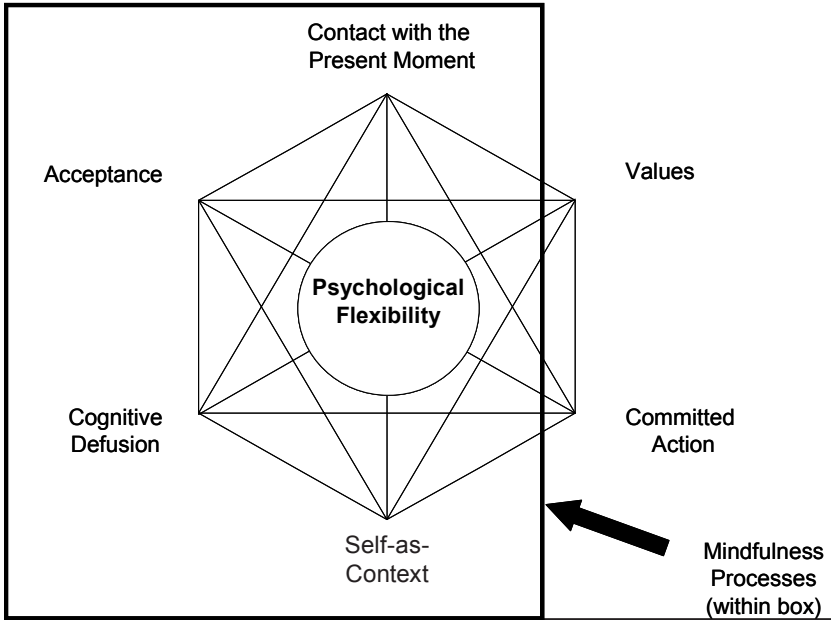 Contact with the
Present Moment
Acceptance
Values
Psychological
Flexibility
Cognitive
Defusion
Committed
Action
Self-as-
Context
Mindfulness
Processes
(within box)